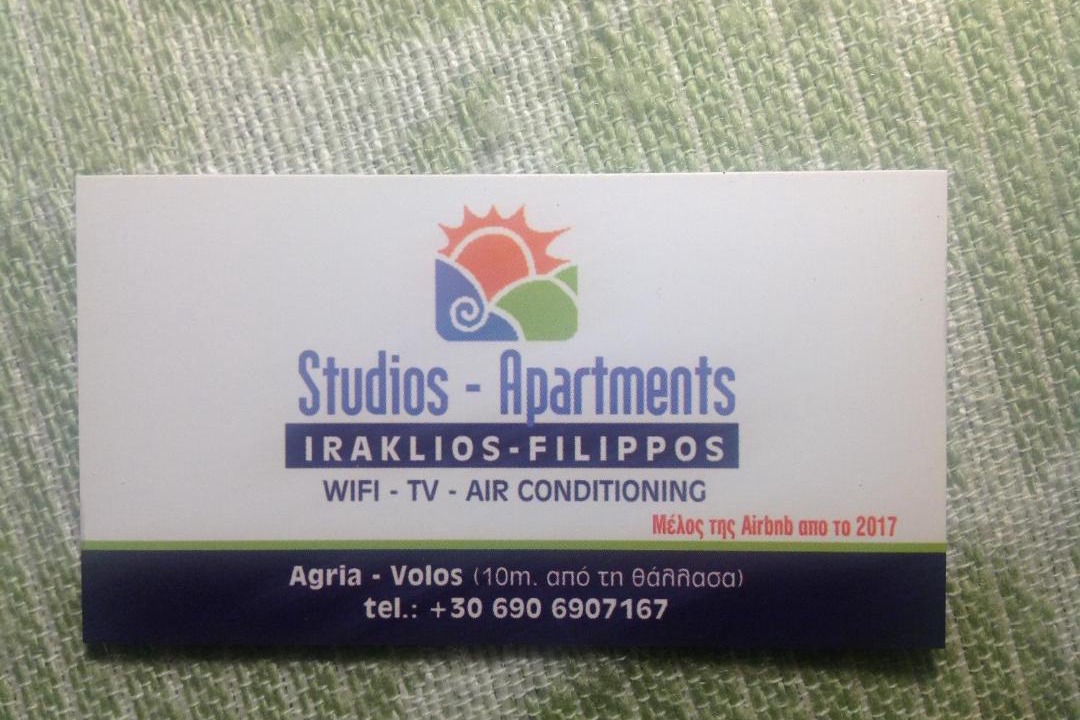 Studios - Apartments
IRAKLIOS-FILIPPOS
WIFI - TV - AIR CONDITIONING
Μέλος της Airbnb απο το 2017
Agria - Volos (10m. από τη θάλλασα)
tel.: +30 690 6907167